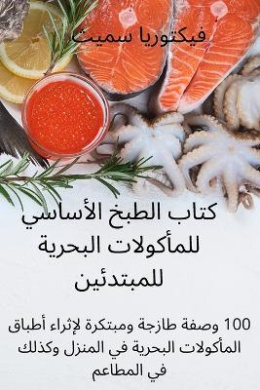 فيكتوريا سميث
كتاب الطبخ الأساسي
للمأكولات البحرية
للمبتدئين
100 وصفة طازجة ومبتكرة لإثراء أطباق
المأكولات البحرية في المنزل وكذلك
في المطاعم